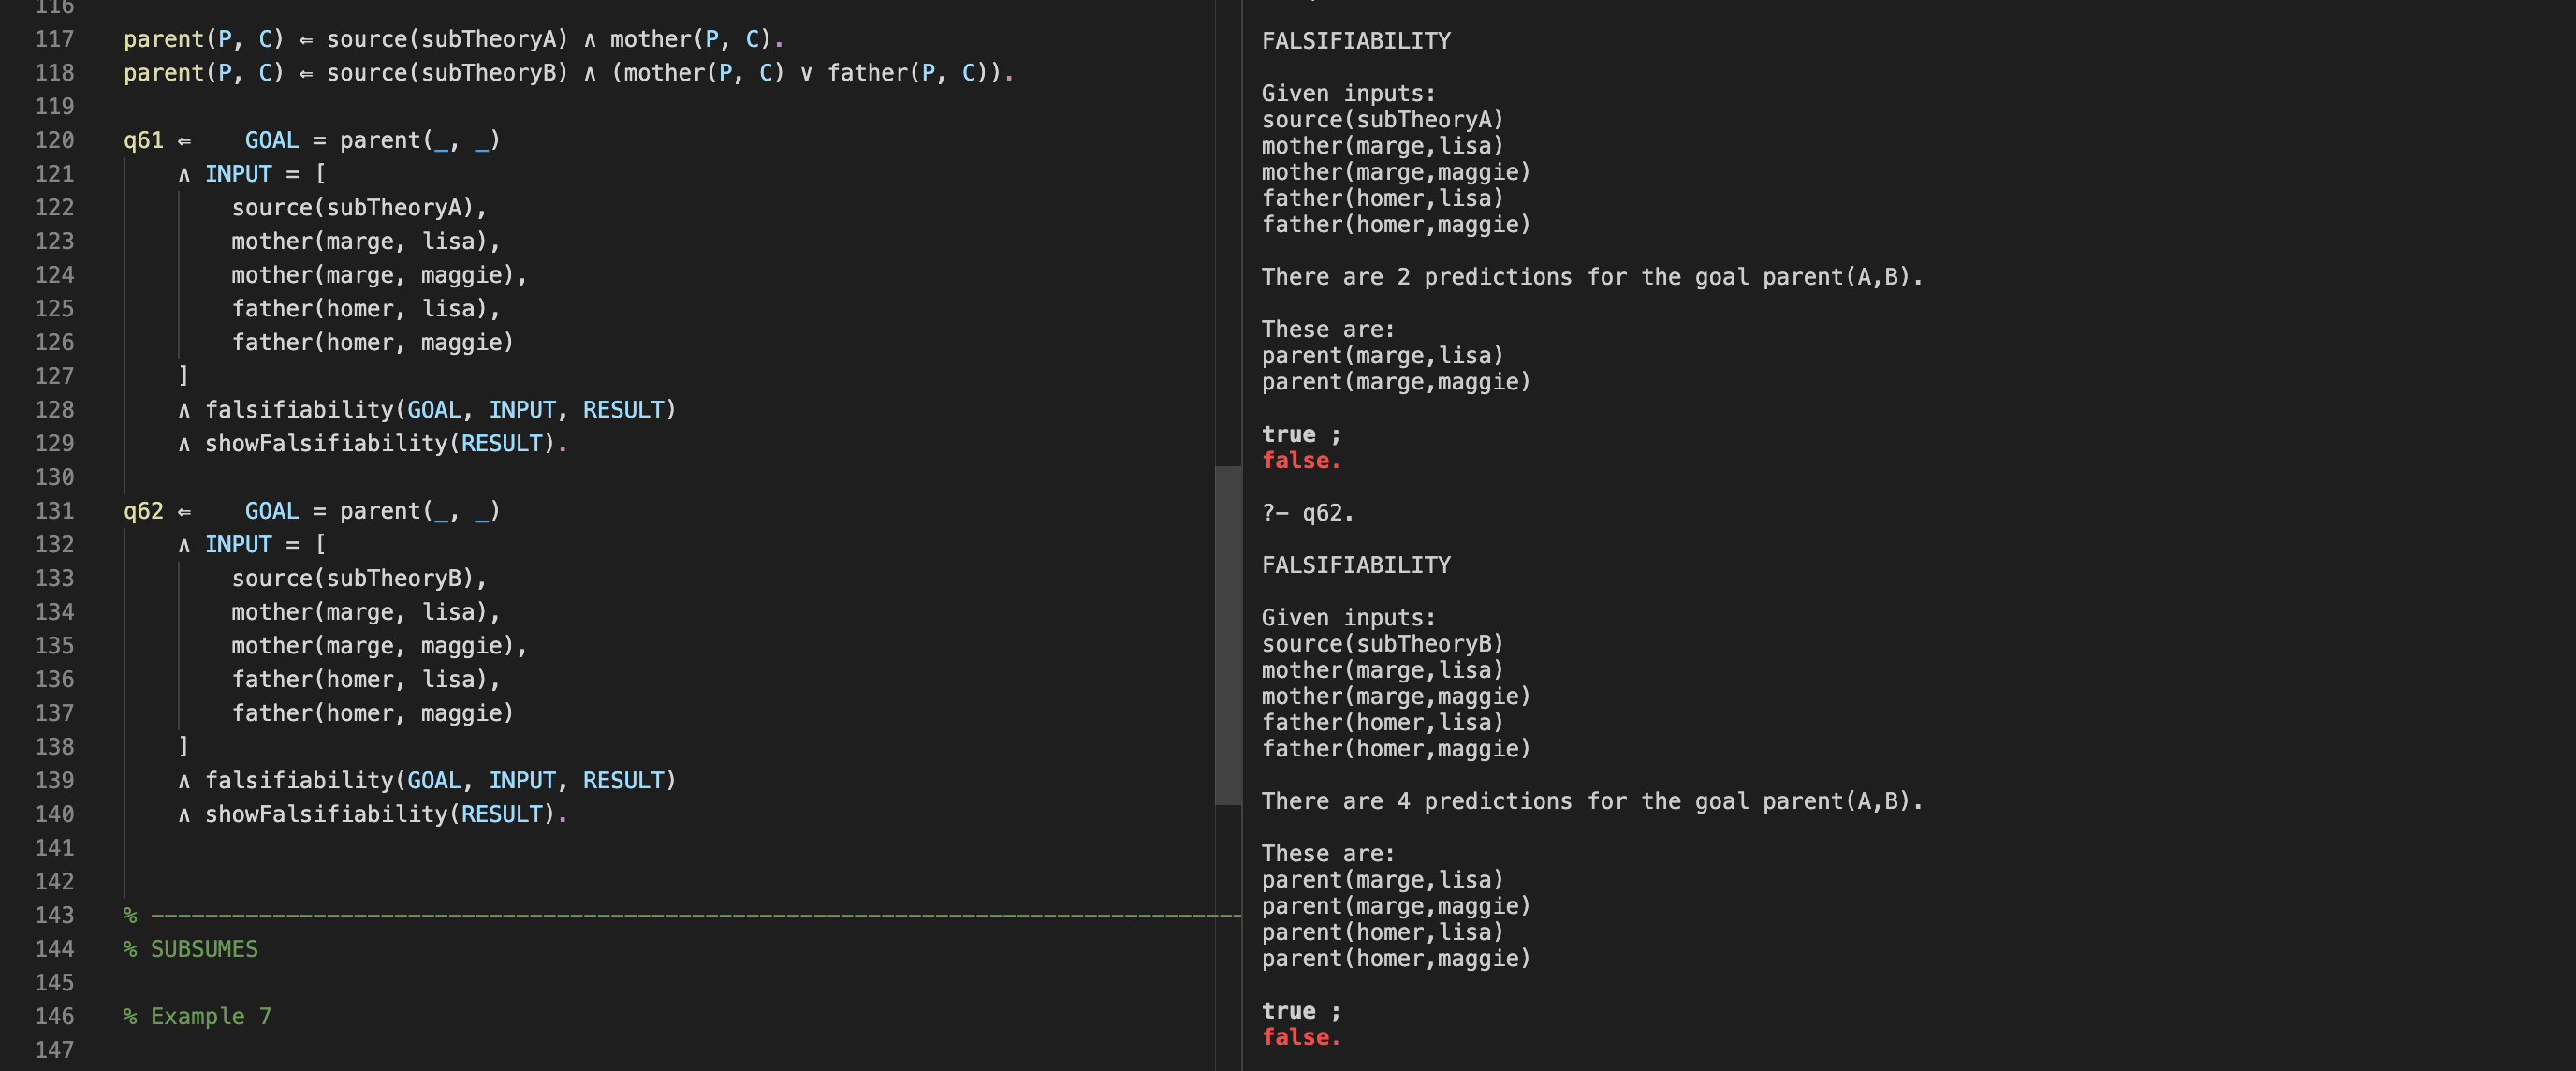 116
117 parent(P, C) ⇐ source(subTheoryA) ∧ mother(P, C).
118 parent(P, C) ⇐ source(subTheoryB) ∧ (mother(P, C) ∨ father(P, C)).
119
120 q61 ⇐ GOAL = parent(_, _)
121 ∧ INPUT = [
122 source(subTheoryA),
123 mother(marge, lisa),
124 mother(marge, maggie),
125 father(homer, lisa),
126 father(homer, maggie)
127 ]
128 ∧ falsifiability(GOAL, INPUT, RESULT)
129 ∧ showFalsifiability(RESULT).
130
131 q62 ⇐ GOAL = parent(_, _)
132 ∧ INPUT = [
133 source(subTheoryB),
134 mother(marge, lisa),
135 mother(marge, maggie),
136 father(homer, lisa),
137 father(homer, maggie)
138 ]
139 ∧ falsifiability(GOAL, INPUT, RESULT)
140 ∧ showFalsifiability(RESULT).
141
142
143 % --------------------------------------------------------------------------------
144 % SUBSUMES
145
146 % Example 7
147
FALSIFIABILITY
Given inputs:
source(subTheoryA)
mother(marge,lisa)
mother(marge,maggie)
father(homer,lisa)
father(homer,maggie)
There are 2 predictions for the goal parent(A,B).
These are:
parent(marge,lisa)
parent(marge,maggie)
true ;
false.
?- q62.
FALSIFIABILITY
Given inputs:
source(subTheoryB)
mother(marge,lisa)
mother(marge,maggie)
father(homer,lisa)
father(homer,maggie)
There are 4 predictions for the goal parent(A,B).
These are:
parent(marge,lisa)
parent(marge,maggie)
parent(homer,lisa)
parent(homer,maggie)
true ;
false.